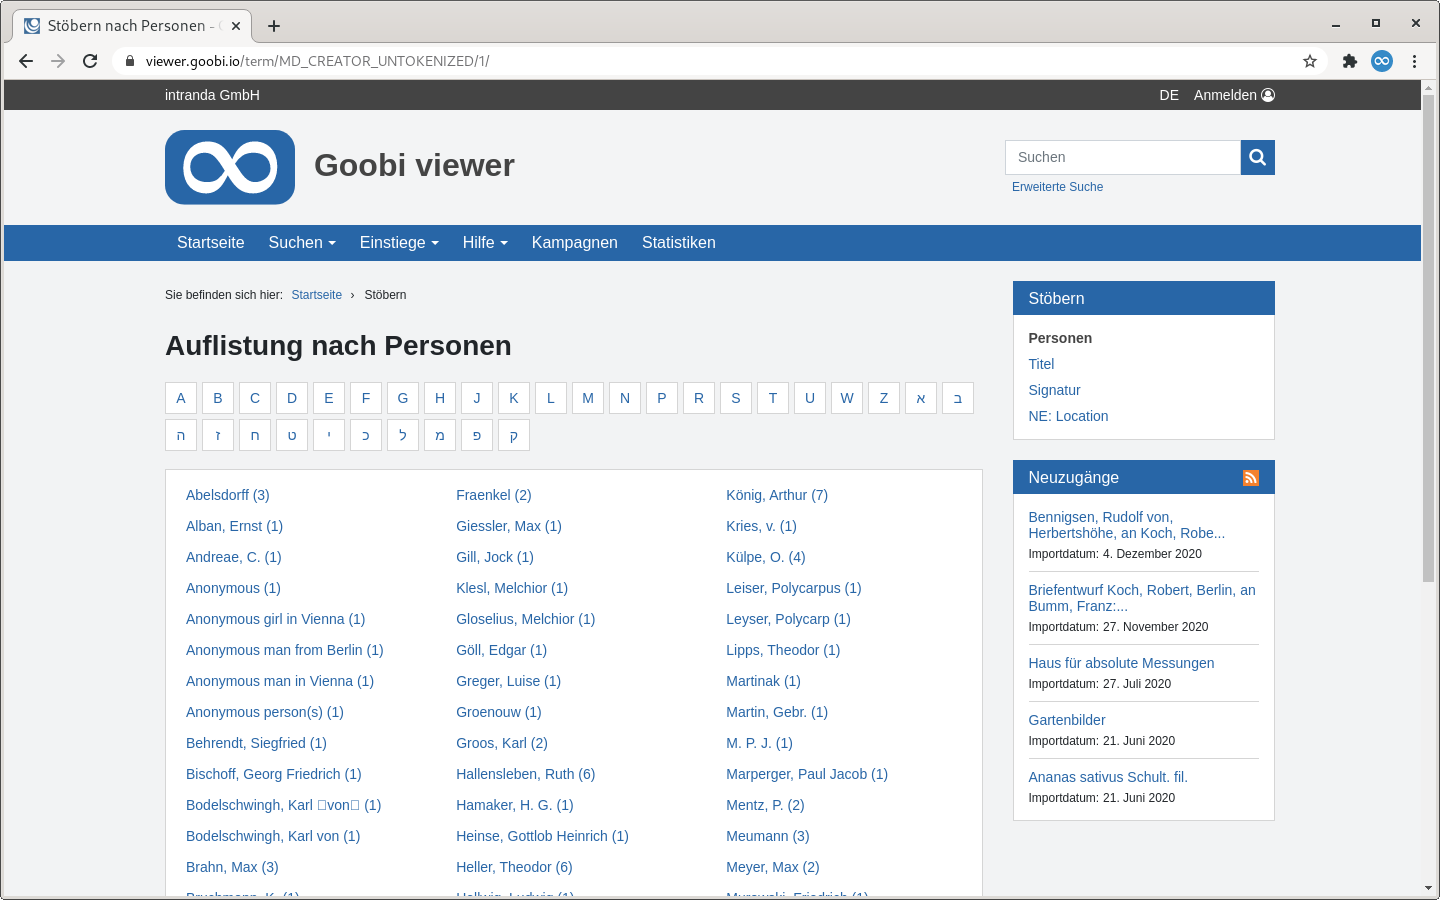 Stöbern nach Personen -
viewer.goobi.io/term/MD_CREATOR_UNTOKENIZED/1/
intranda GmbH
DE Anmelden
Goobi viewer
Suchen
Erweiterte Suche
Startseite Suchen Einstiege Hilfe Kampagnen Statistiken
Sie befinden sich hier: Startseite › Stöbern
Auflistung nach Personen
A B C D E F G H J K L M N P R S T U W Z א ב
ה ז ח ט י כ ל מ פ ק
Abelsdorff (3)
Alban, Ernst (1)
Andreae, C. (1)
Anonymous (1)
Anonymous girl in Vienna (1)
Anonymous man from Berlin (1)
Anonymous man in Vienna (1)
Anonymous person(s) (1)
Behrendt, Siegfried (1)
Bischoff, Georg Friedrich (1)
Bodelschwingh, Karl von (1)
Bodelschwingh, Karl von (1)
Brahn, Max (3)
Fraenkel (2)
Giessler, Max (1)
Gill, Jock (1)
Klesl, Melchior (1)
Gloselius, Melchior (1)
Göll, Edgar (1)
Greger, Luise (1)
Groenouw (1)
Groos, Karl (2)
Hallensleben, Ruth (6)
Hamaker, H. G. (1)
Heinse, Gottlob Heinrich (1)
Heller, Theodor (6)
König, Arthur (7)
Kries, v. (1)
Külpe, O. (4)
Leiser, Polycarpus (1)
Leyser, Polycarp (1)
Lipps, Theodor (1)
Martinak (1)
Martin, Gebr. (1)
M. P. J. (1)
Marperger, Paul Jacob (1)
Mentz, P. (2)
Meumann (3)
Meyer, Max (2)
Stöbern
Personen
Titel
Signatur
NE: Location
Neuzugänge
Bennigsen, Rudolf von,
Herbertshöhe, an Koch, Robe...
Importdatum: 4. Dezember 2020
Briefentwurf Koch, Robert, Berlin, an
Bumm, Franz:...
Importdatum: 27. November 2020
Haus für absolute Messungen
Importdatum: 27. Juli 2020
Gartenbilder
Importdatum: 21. Juni 2020
Ananas sativus Schult. fil.
Importdatum: 21. Juni 2020